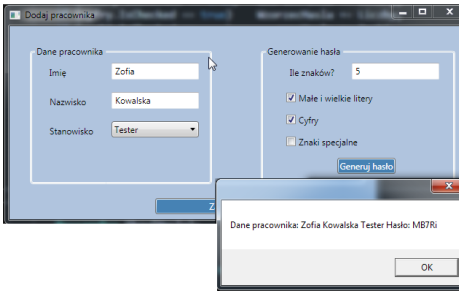 Dodaj pracownika
Dane pracownika
Imię
Zofia
Nazwisko
Kowalska
Stanowisko
Tester
Generowanie hasła
Ile znaków?
5
Małe i wielkie litery
Cyfry
Znaki specjalne
Generuj hasło
Z
Dane pracownika: Zofia Kowalska Tester Hasło: MB7Ri
OK